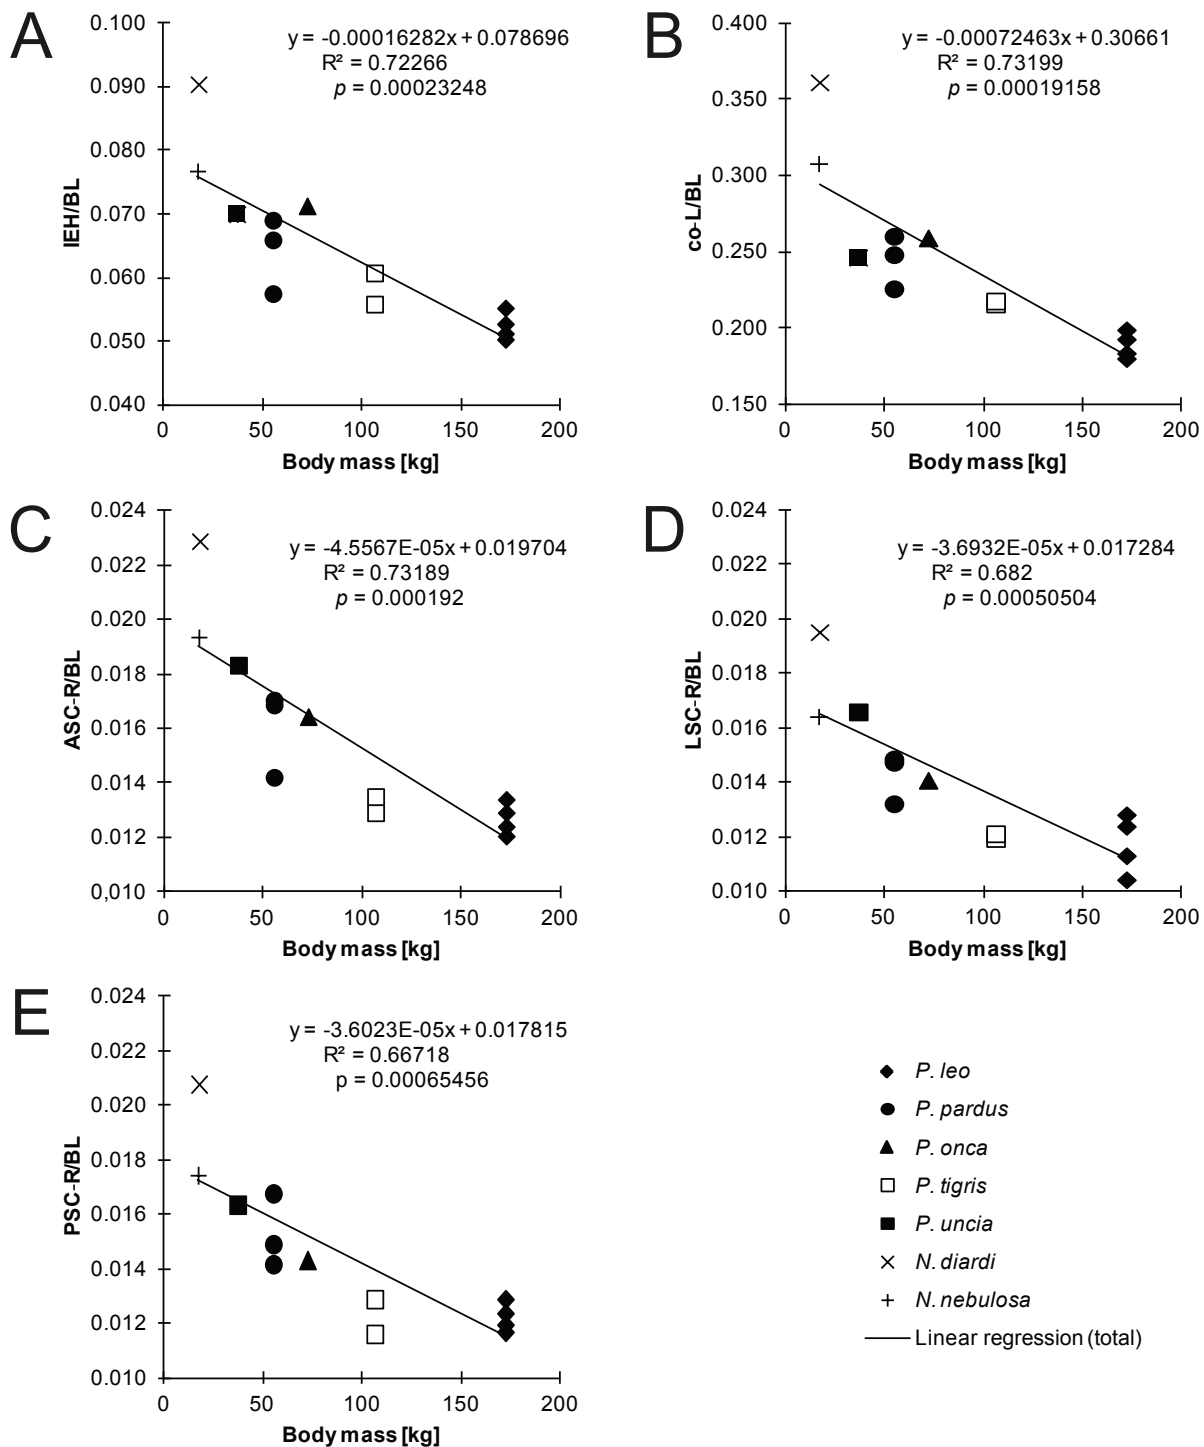 A
0.100
0.090
0.080
0.070
0.060
0.050
0.040
IEH/BL
y = -0.00016282x + 0.078696
R² = 0.72266
p = 0.00023248
0 50 100 150 200
Body mass [kg]
B
0.400
0.350
0.300
0.250
0.200
0.150
co-L/BL
y = -0.00072463x + 0.30661
R² = 0.73199
p = 0.00019158
0 50 100 150 200
Body mass [kg]
C
0.024
0.022
0.020
0.018
0.016
0.014
0.012
0,010
ASC-R/BL
y = -4.5567E-05x + 0.019704
R² = 0.73189
p = 0.000192
0 50 100 150 200
Body mass [kg]
D
0.024
0.022
0.020
0.018
0.016
0.014
0.012
0.010
LSC-R/BL
y = -3.6932E-05x + 0.017284
R² = 0.682
p = 0.00050504
0 50 100 150 200
Body mass [kg]
E
0.024
0.022
0.020
0.018
0.016
0.014
0.012
0.010
PSC-R/BL
y = -3.6023E-05x + 0.017815
R² = 0.66718
p = 0.00065456
0 50 100 150 200
Body mass [kg]
P. leo
P. pardus
P. onca
P. tigris
P. uncia
N. diardi
N. nebulosa
Linear regression (total)